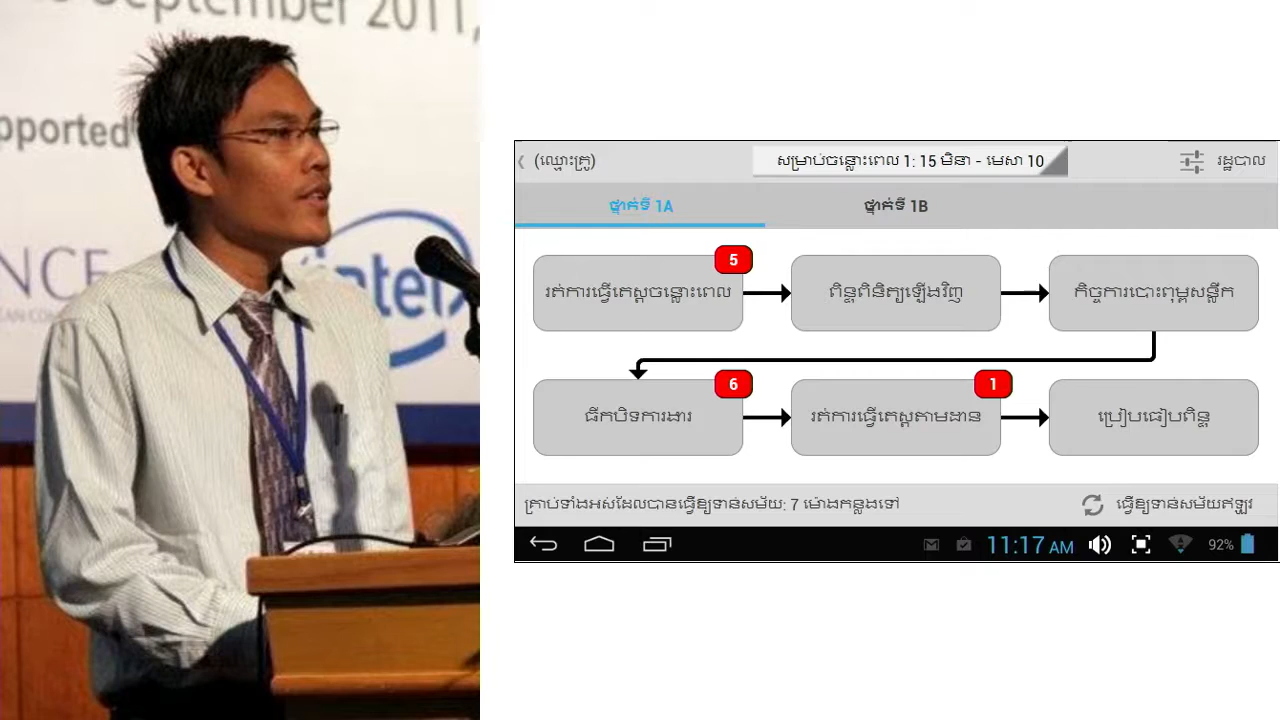 September 2011,
pported
NCE
intel
(ឈ្មោះគ្រូ)
សម្រាប់ចន្លោះពេល 1: 15 មិនា - មេសា 10
រដ្ឋបាល
ថ្នាក់ទី 1A
ថ្នាក់ទី 1B
5
រត់ការធ្វើតេស្តចន្លោះពេល
ពិន្ទុពិនិត្យឡើងវិញ
កិច្ចការបោះពុម្ពសន្លឹក
6
1
ធីកបិទការងារ
រត់ការធ្វើតេស្តតាមដាន
ប្រៀបធៀបពិន្ទុ
គ្រាប់ទាំងអស់ដែលបានធ្វើឱ្យទាន់សម័យ: 7 ម៉ោងកន្លងទៅ
ធ្វើឱ្យទាន់សម័យឥឡូវ
11:17 AM
92%